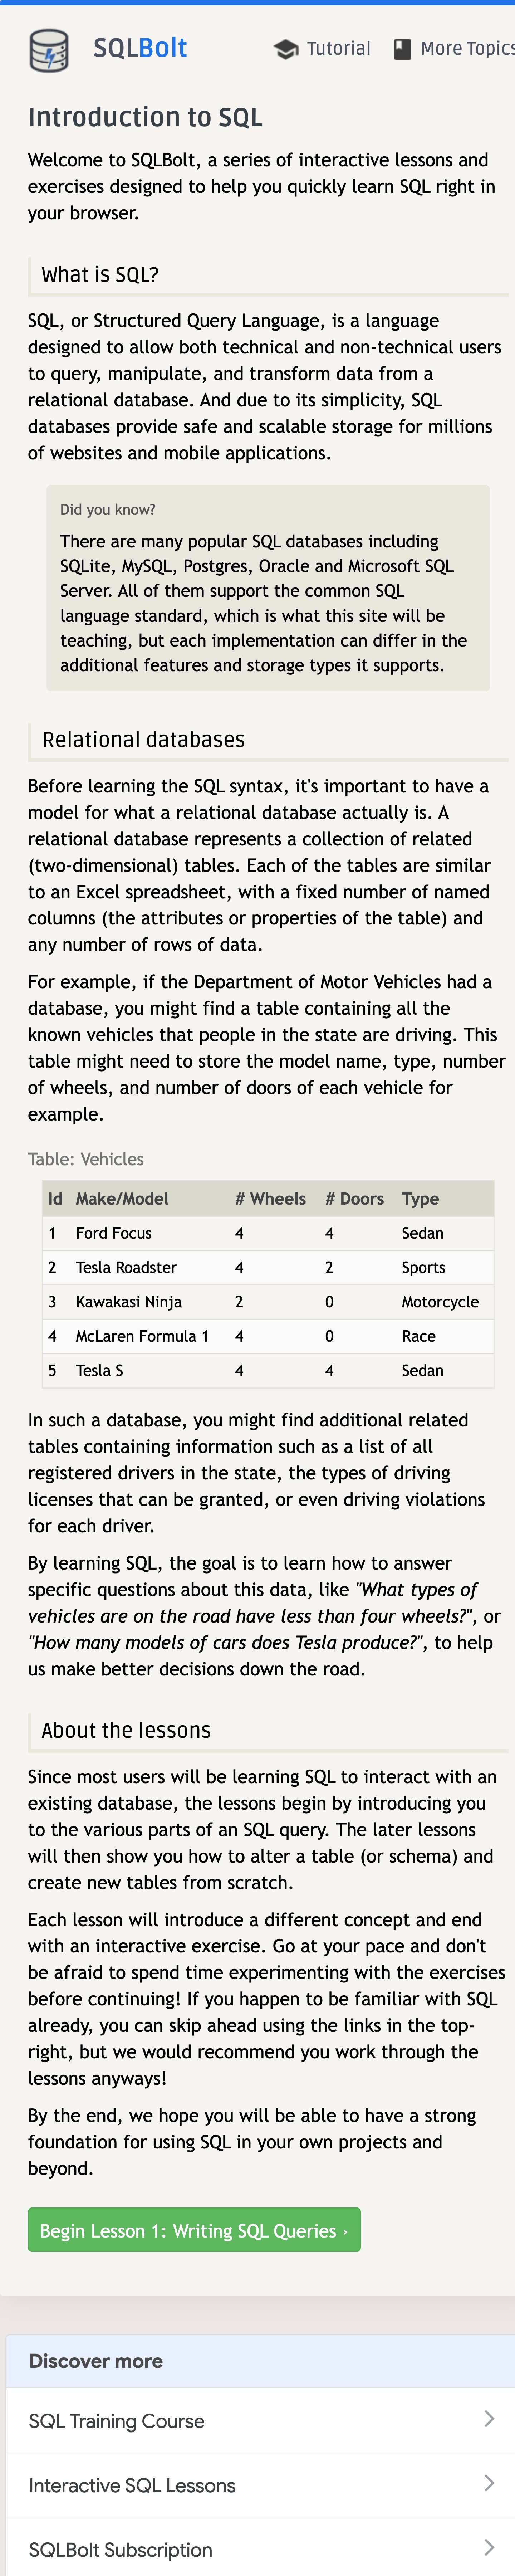 SQLBolt
Tutorial
More Topics
Introduction to SQL
Welcome to SQLBolt, a series of interactive lessons and
exercises designed to help you quickly learn SQL right in
your browser.
What is SQL?
SQL, or Structured Query Language, is a language
designed to allow both technical and non-technical users
to query, manipulate, and transform data from a
relational database. And due to its simplicity, SQL
databases provide safe and scalable storage for millions
of websites and mobile applications.
Did you know?
There are many popular SQL databases including
SQLite, MySQL, Postgres, Oracle and Microsoft SQL
Server. All of them support the common SQL
language standard, which is what this site will be
teaching, but each implementation can differ in the
additional features and storage types it supports.
Relational databases
Before learning the SQL syntax, it's important to have a
model for what a relational database actually is. A
relational database represents a collection of related
(two-dimensional) tables. Each of the tables are similar
to an Excel spreadsheet, with a fixed number of named
columns (the attributes or properties of the table) and
any number of rows of data.
For example, if the Department of Motor Vehicles had a
database, you might find a table containing all the
known vehicles that people in the state are driving. This
table might need to store the model name, type, number
of wheels, and number of doors of each vehicle for
example.
Table: Vehicles
Id Make/Model # Wheels # Doors Type
1 Ford Focus 4 4 Sedan
2 Tesla Roadster 4 2 Sports
3 Kawakasi Ninja 2 0 Motorcycle
4 McLaren Formula 1 4 0 Race
5 Tesla S 4 4 Sedan
In such a database, you might find additional related
tables containing information such as a list of all
registered drivers in the state, the types of driving
licenses that can be granted, or even driving violations
for each driver.
By learning SQL, the goal is to learn how to answer
specific questions about this data, like "What types of
vehicles are on the road have less than four wheels?", or
"How many models of cars does Tesla produce?", to help
us make better decisions down the road.
About the lessons
Since most users will be learning SQL to interact with an
existing database, the lessons begin by introducing you
to the various parts of an SQL query. The later lessons
will then show you how to alter a table (or schema) and
create new tables from scratch.
Each lesson will introduce a different concept and end
with an interactive exercise. Go at your pace and don't
be afraid to spend time experimenting with the exercises
before continuing! If you happen to be familiar with SQL
already, you can skip ahead using the links in the top-
right, but we would recommend you work through the
lessons anyways!
By the end, we hope you will be able to have a strong
foundation for using SQL in your own projects and
beyond.
Begin Lesson 1: Writing SQL Queries ›
Discover more
SQL Training Course
Interactive SQL Lessons
SQLBolt Subscription